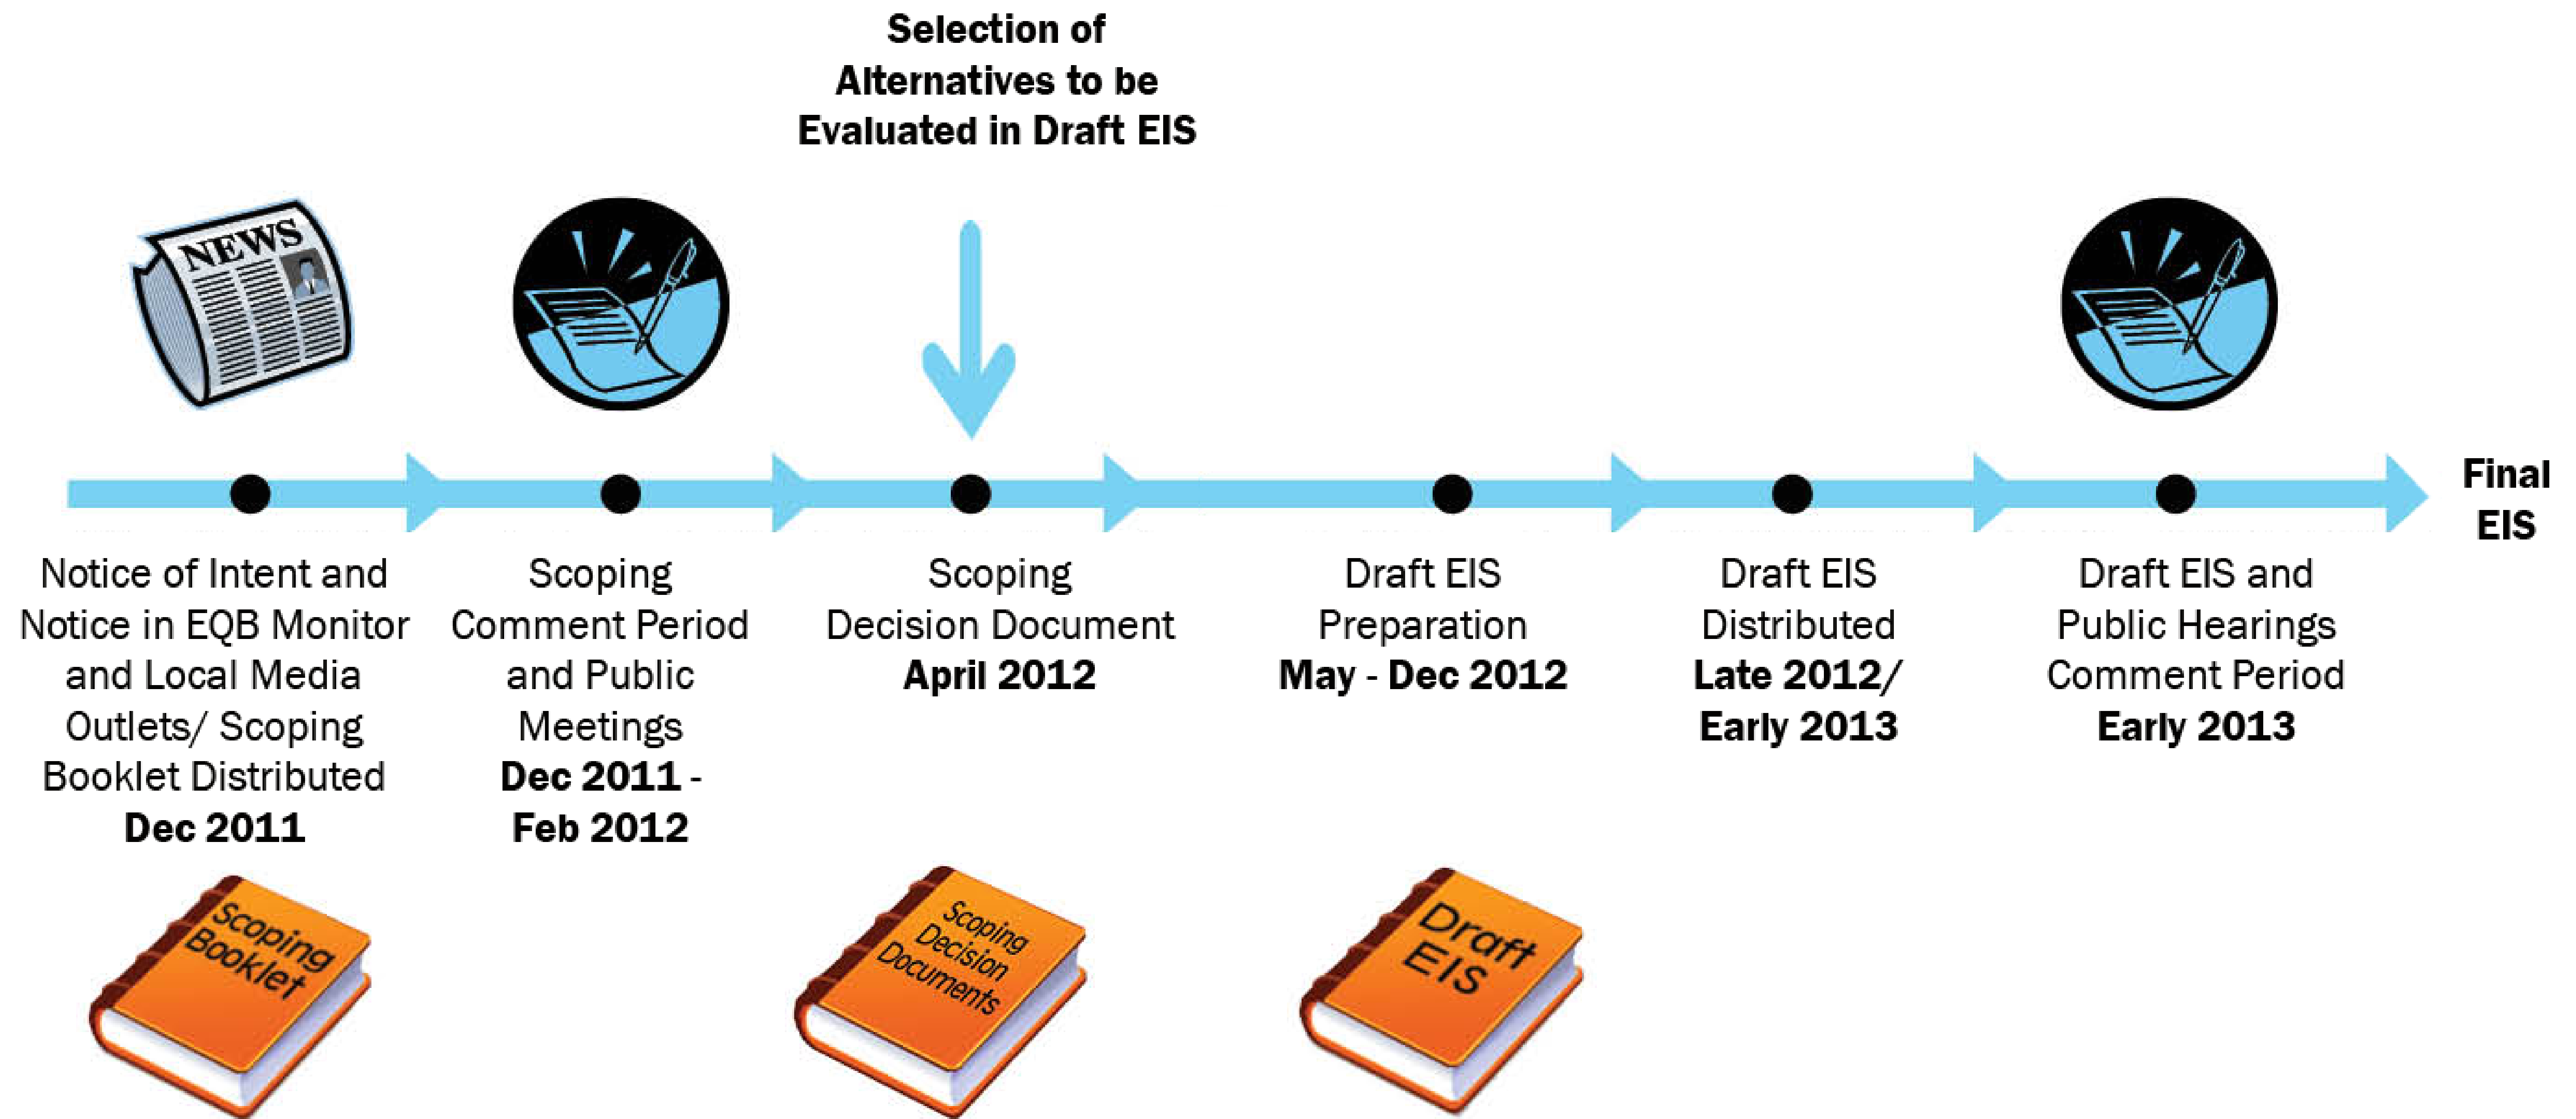 Selection of
Alternatives to be
Evaluated in Draft EIS
NEWS
Final
EIS
Notice of Intent and
Notice in EQB Monitor
and Local Media
Outlets/ Scoping
Booklet Distributed
Dec 2011
Scoping
Comment Period
and Public
Meetings
Dec 2011 -
Feb 2012
Scoping
Decision Document
April 2012
Draft EIS
Preparation
May - Dec 2012
Draft EIS
Distributed
Late 2012/
Early 2013
Draft EIS and
Public Hearings
Comment Period
Early 2013
Scoping
Booklet
Scoping
Decision
Documents
Draft
EIS